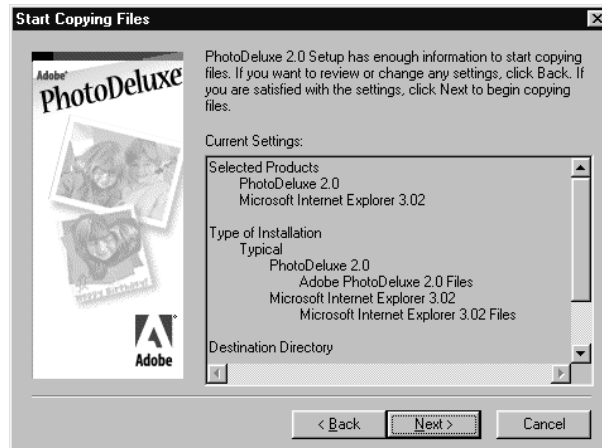 Start Copying Files
Adobe
PhotoDeluxe
HAPPY BIRTHDAY!
Adobe
PhotoDeluxe 2.0 Setup has enough information to start copying
files. If you want to review or change any settings, click Back. If
you are satisfied with the settings, click Next to begin copying
files.
Current Settings:
Selected Products
PhotoDeluxe 2.0
Microsoft Internet Explorer 3.02
Type of Installation
Typical
PhotoDeluxe 2.0
Adobe PhotoDeluxe 2.0 Files
Microsoft Internet Explorer 3.02
Microsoft Internet Explorer 3.02 Files
Destination Directory
< Back
Next >
Cancel